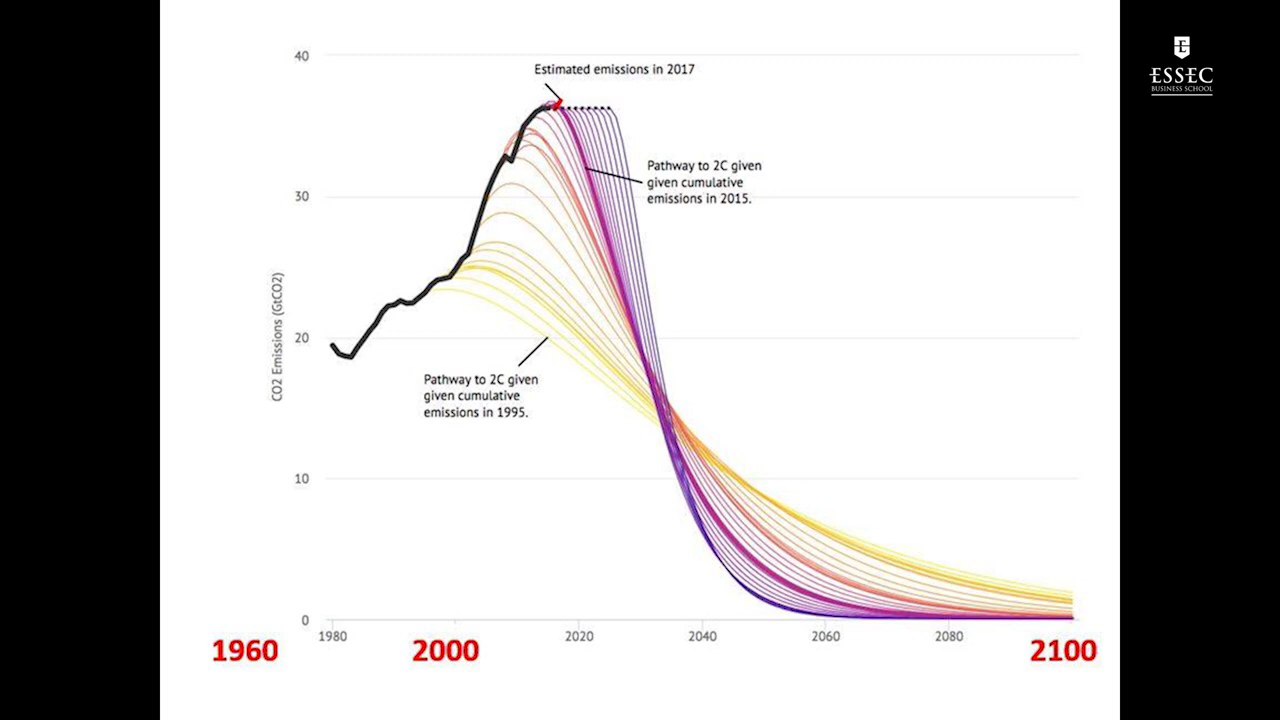 ESSEC
BUSINESS SCHOOL
40
Estimated emissions in 2017
Pathway to 2C given
given cumulative
emissions in 2015.
30
CO2 Emissions (GtCO2)
20
Pathway to 2C given
given cumulative
emissions in 1995.
10
0
1980
2020
2040
2060
2080
1960
2000
2100